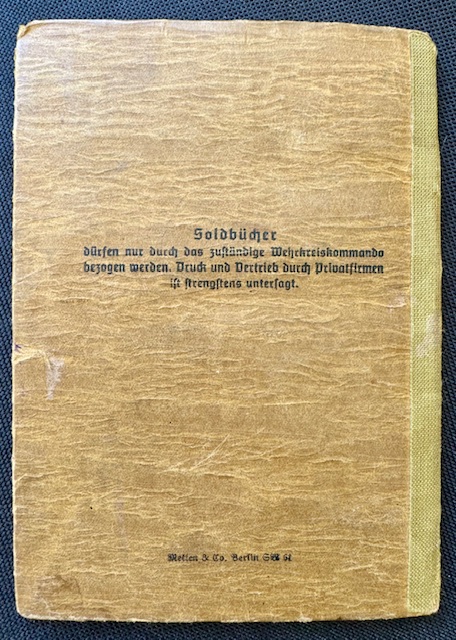 Soldbücher
dürfen nur durch das zuständige Wehrkreiskommando
bezogen werden. Druck und Vertrieb durch Privatfirmen
ist strengstens untersagt.
Metten & Co. Berlin SW 61